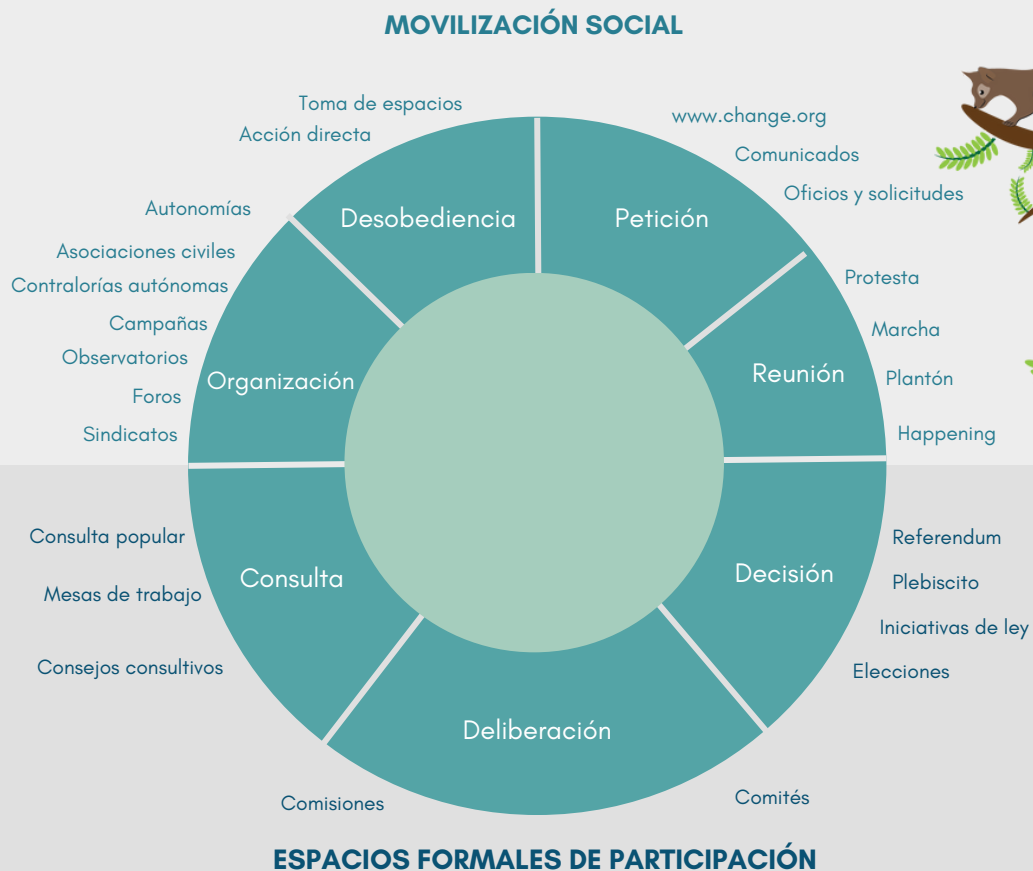 MOVILIZACIÓN SOCIAL
Toma de espacios
Acción directa
www.change.org
Comunicados
Oficios y solicitudes
Desobediencia
Petición
Autonomías
Asociaciones civiles
Contralorías autónomas
Campañas
Observatorios
Foros
Sindicatos
Organización
Reunión
Protesta
Marcha
Plantón
Happening
Consulta popular
Mesas de trabajo
Consejos consultivos
Consulta
Decisión
Referendum
Plebiscito
Iniciativas de ley
Elecciones
Deliberación
Comisiones
Comités
ESPACIOS FORMALES DE PARTICIPACIÓN